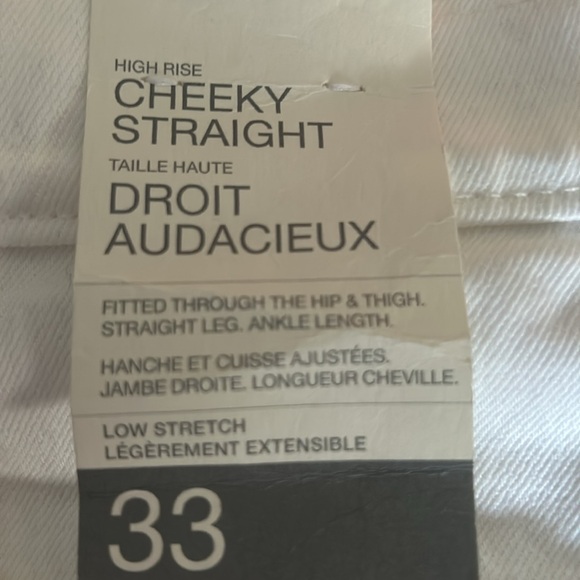 HIGH RISE
CHEEKY
STRAIGHT
TAILLE HAUTE
DROIT
AUDACIEUX
FITTED THROUGH THE HIP & THIGH.
STRAIGHT LEG. ANKLE LENGTH.
HANCHE ET CUISSE AJUSTÉES.
JAMBE DROITE. LONGUEUR CHEVILLE.
LOW STRETCH
LÉGÈREMENT EXTENSIBLE
33